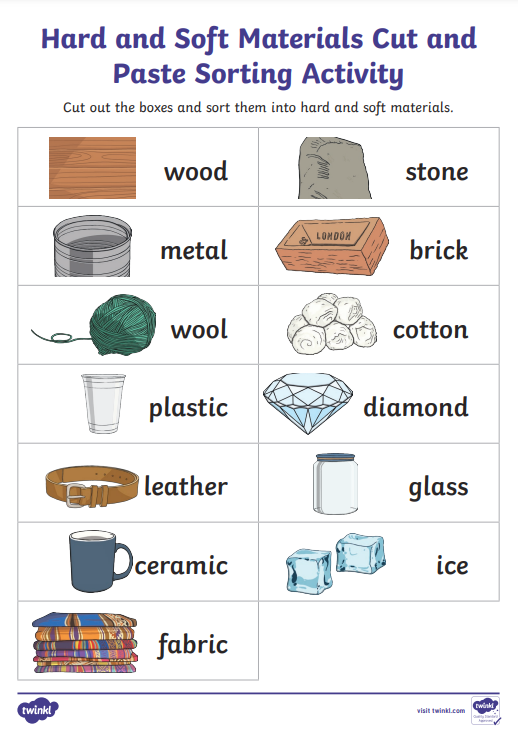 Hard and Soft Materials Cut and
Paste Sorting Activity
Cut out the boxes and sort them into hard and soft materials.
wood
stone
metal
LONDON
brick
wool
cotton
plastic
diamond
leather
glass
ceramic
ice
fabric
twinkl
visit twinkl.com
twinkl